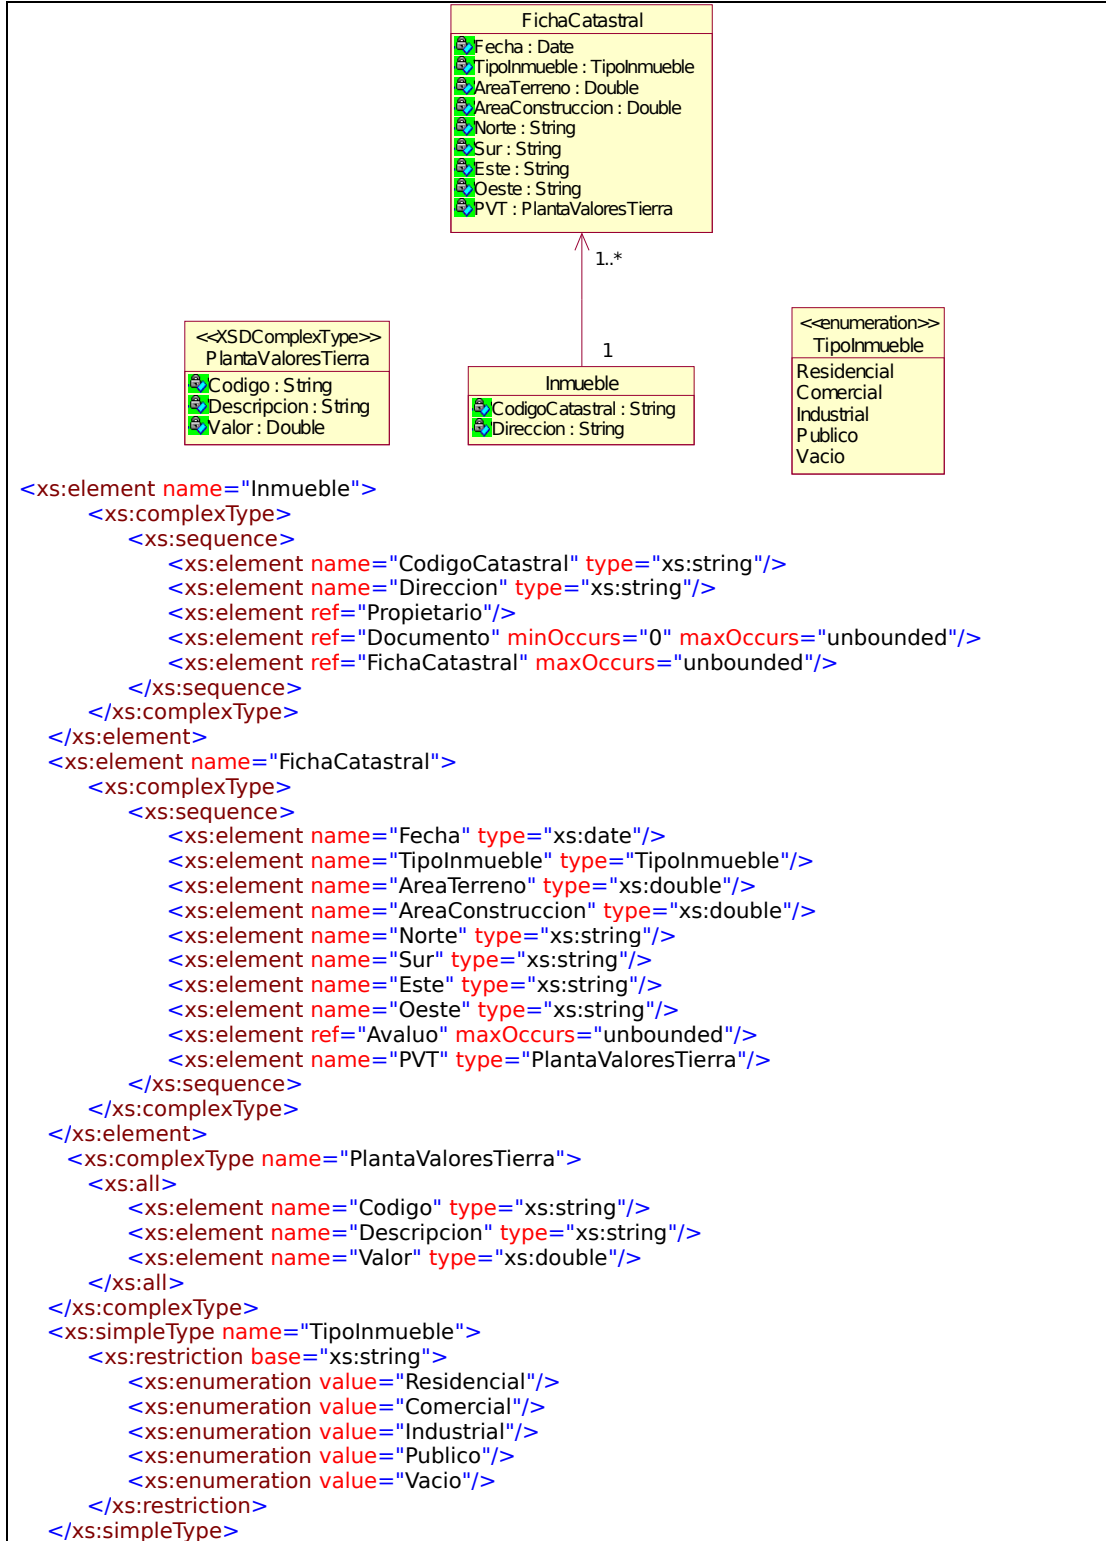 FichaCatastral
Fecha : Date
TipoInmueble : TipoInmueble
AreaTerreno : Double
AreaConstruccion : Double
Norte : String
Sur : String
Este : String
Oeste : String
PVT : PlantaValoresTierra
1..*
<<XSDComplexType>>
PlantaValoresTierra
Codigo : String
Descripcion : String
Valor : Double
1
Inmueble
CodigoCatastral : String
Direccion : String
<<enumeration>>
TipoInmueble
Residencial
Comercial
Industrial
Publico
Vacio
<xs:element name="Inmueble">
<xs:complexType>
<xs:sequence>
<xs:element name="CodigoCatastral" type="xs:string"/>
<xs:element name="Direccion" type="xs:string"/>
<xs:element ref="Propietario"/>
<xs:element ref="Documento" minOccurs="0" maxOccurs="unbounded"/>
<xs:element ref="FichaCatastral" maxOccurs="unbounded"/>
</xs:sequence>
</xs:complexType>
</xs:element>
<xs:element name="FichaCatastral">
<xs:complexType>
<xs:sequence>
<xs:element name="Fecha" type="xs:date"/>
<xs:element name="TipoInmueble" type="TipoInmueble"/>
<xs:element name="AreaTerreno" type="xs:double"/>
<xs:element name="AreaConstruccion" type="xs:double"/>
<xs:element name="Norte" type="xs:string"/>
<xs:element name="Sur" type="xs:string"/>
<xs:element name="Este" type="xs:string"/>
<xs:element name="Oeste" type="xs:string"/>
<xs:element ref="Avaluo" maxOccurs="unbounded"/>
<xs:element name="PVT" type="PlantaValoresTierra"/>
</xs:sequence>
</xs:complexType>
</xs:element>
<xs:complexType name="PlantaValoresTierra">
<xs:all>
<xs:element name="Codigo" type="xs:string"/>
<xs:element name="Descripcion" type="xs:string"/>
<xs:element name="Valor" type="xs:double"/>
</xs:all>
</xs:complexType>
<xs:simpleType name="TipoInmueble">
<xs:restriction base="xs:string">
<xs:enumeration value="Residencial"/>
<xs:enumeration value="Comercial"/>
<xs:enumeration value="Industrial"/>
<xs:enumeration value="Publico"/>
<xs:enumeration value="Vacio"/>
</xs:restriction>
</xs:simpleType>